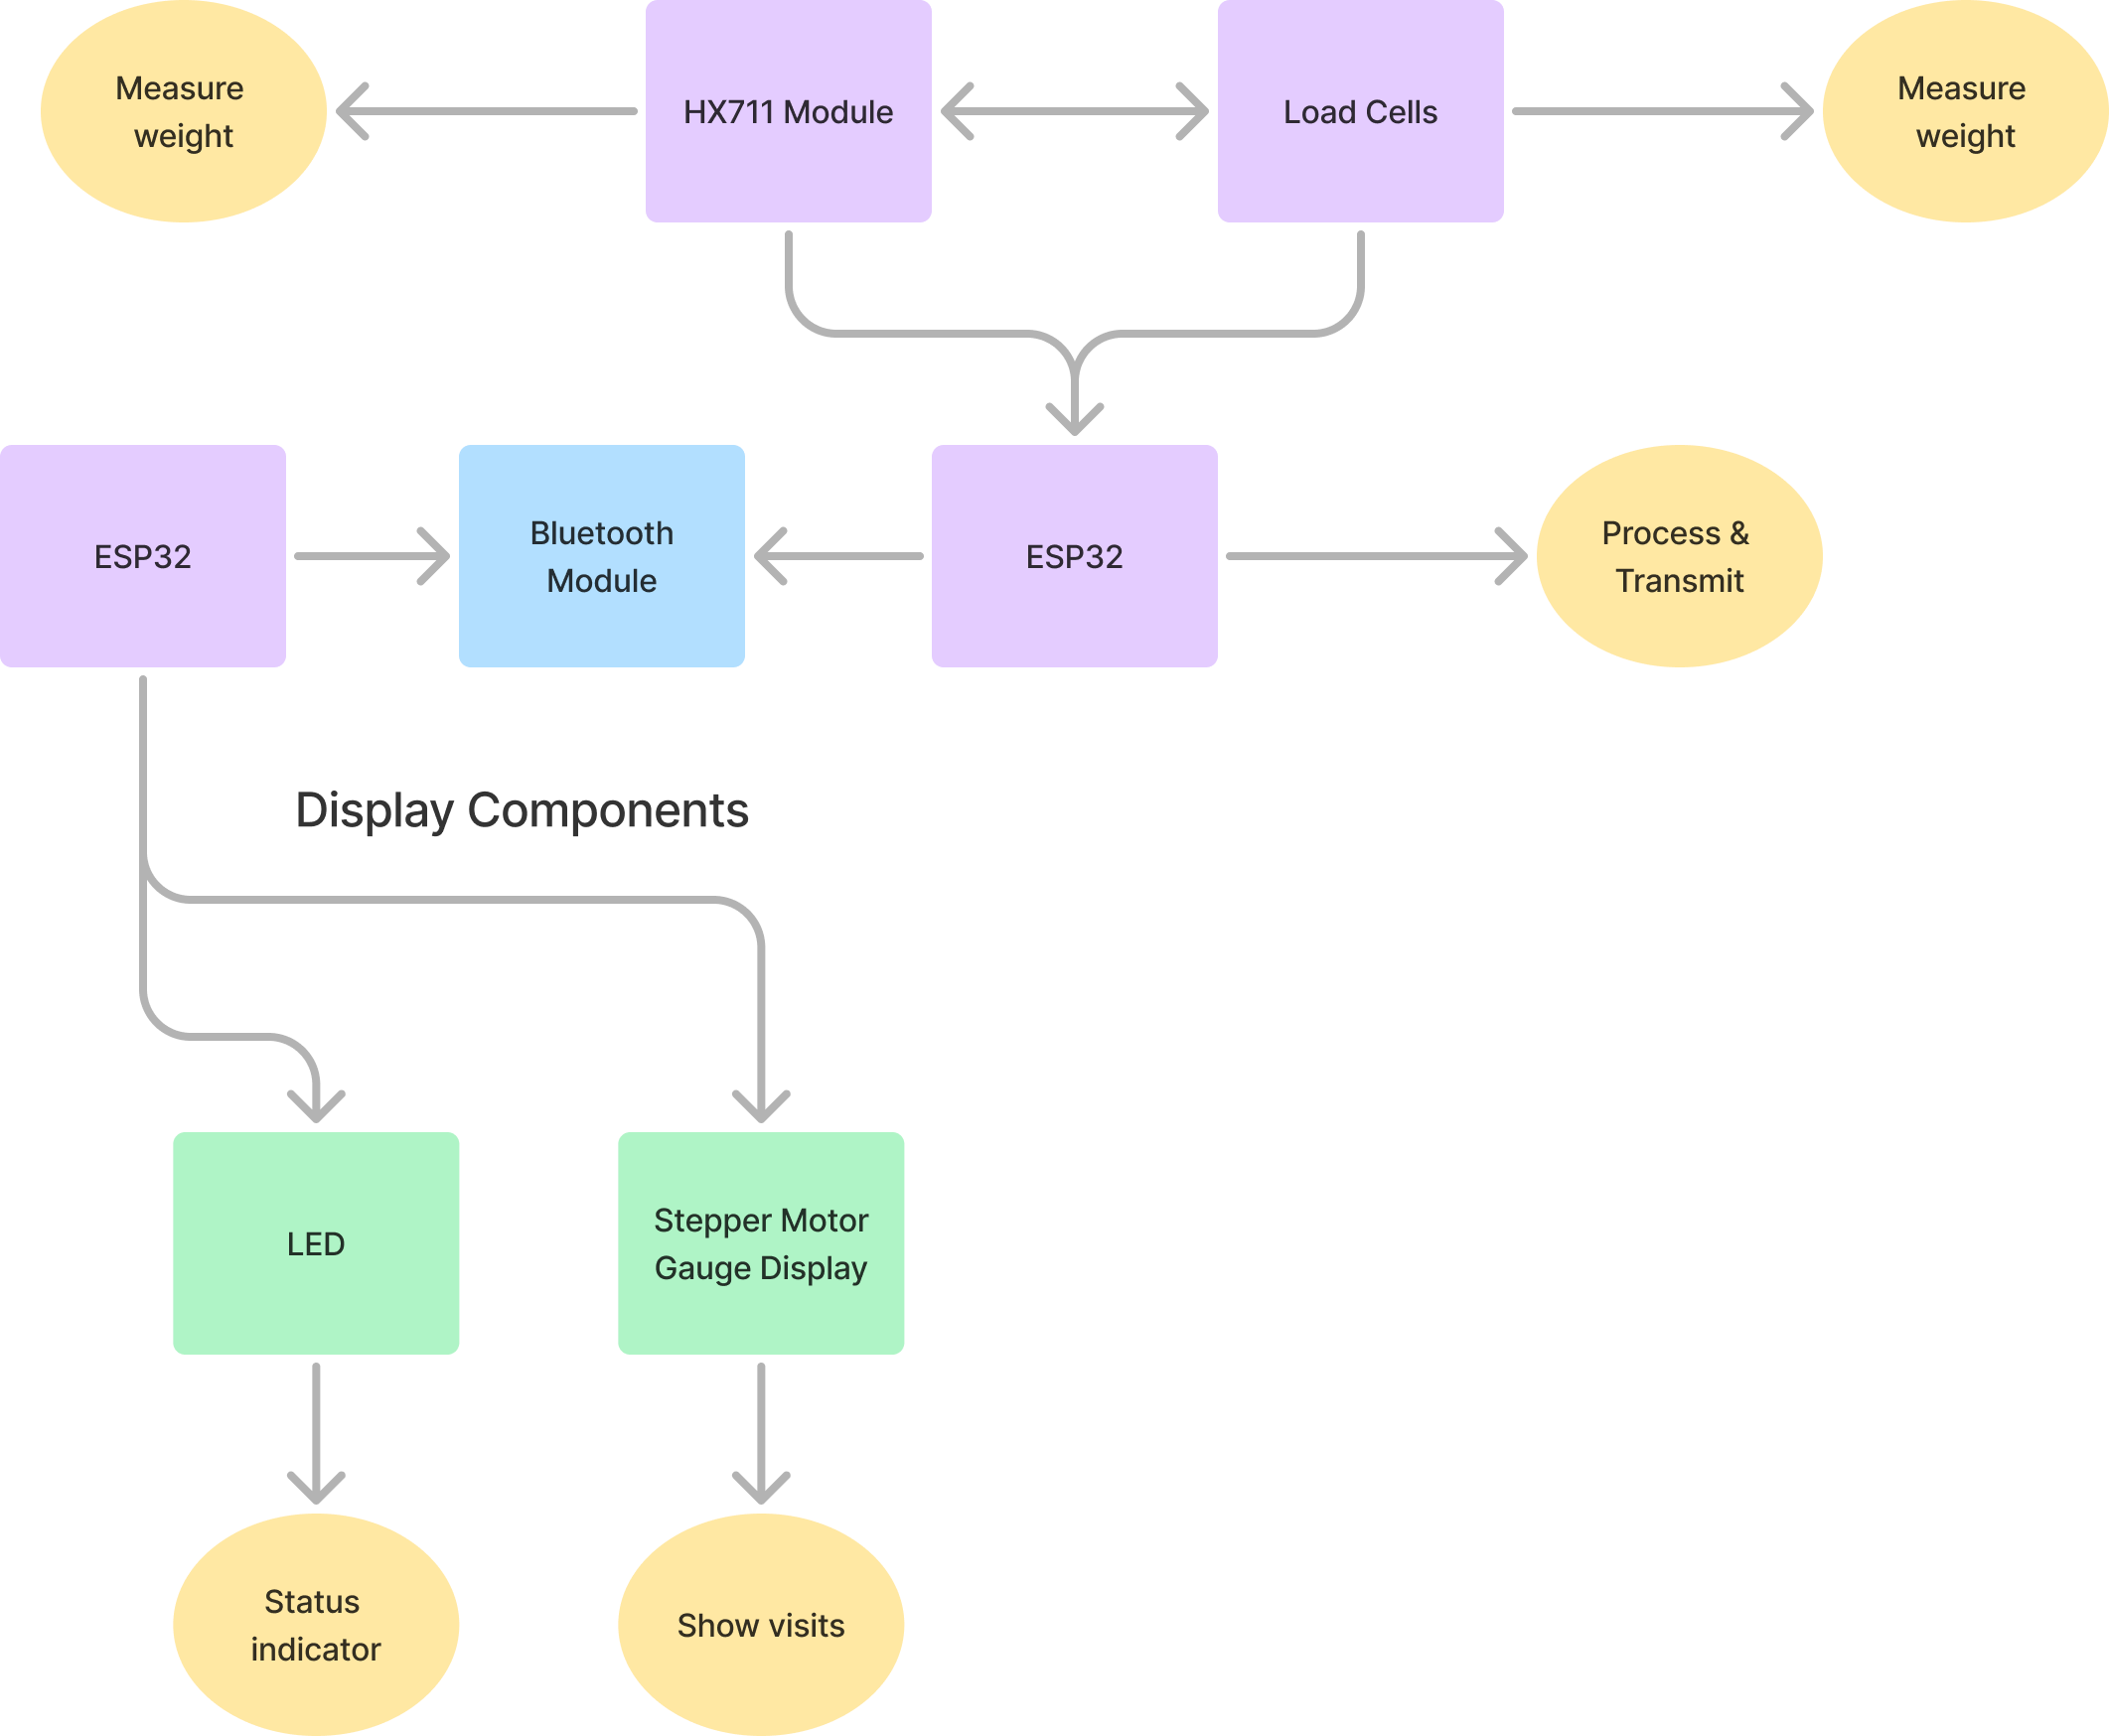 Measure
weight
HX711 Module
Load Cells
Measure
weight
ESP32
Bluetooth
Module
ESP32
Process &
Transmit
Display Components
LED
Stepper Motor
Gauge Display
Status
indicator
Show visits